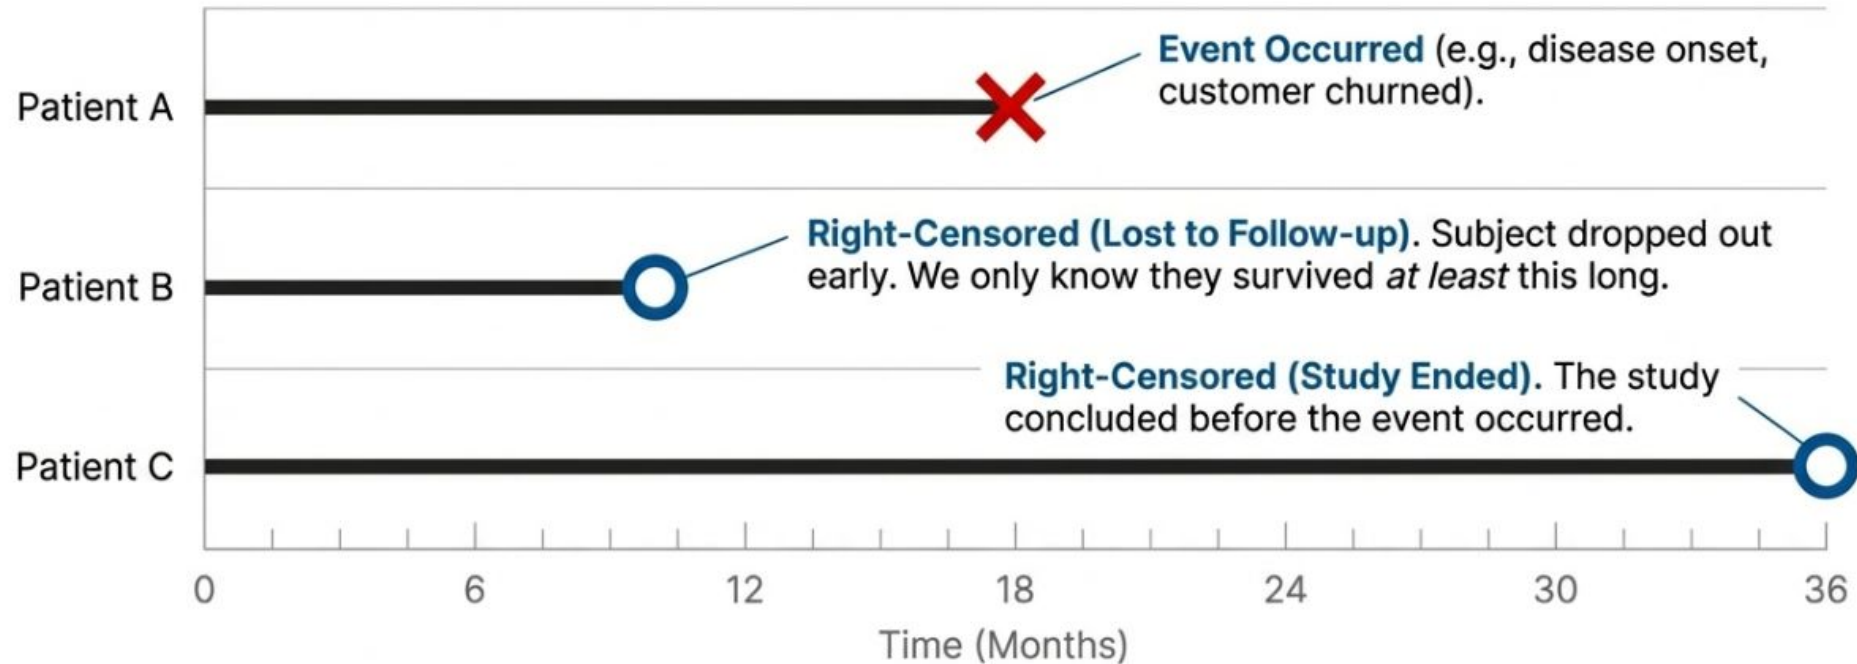 Event Occurred (e.g., disease onset,
customer churned).
Patient A
Right-Censored (Lost to Follow-up). Subject dropped out
early. We only know they survived at least this long.
Patient B
Right-Censored (Study Ended). The study
concluded before the event occurred.
Patient C
0 6 12 18 24 30 36
Time (Months)